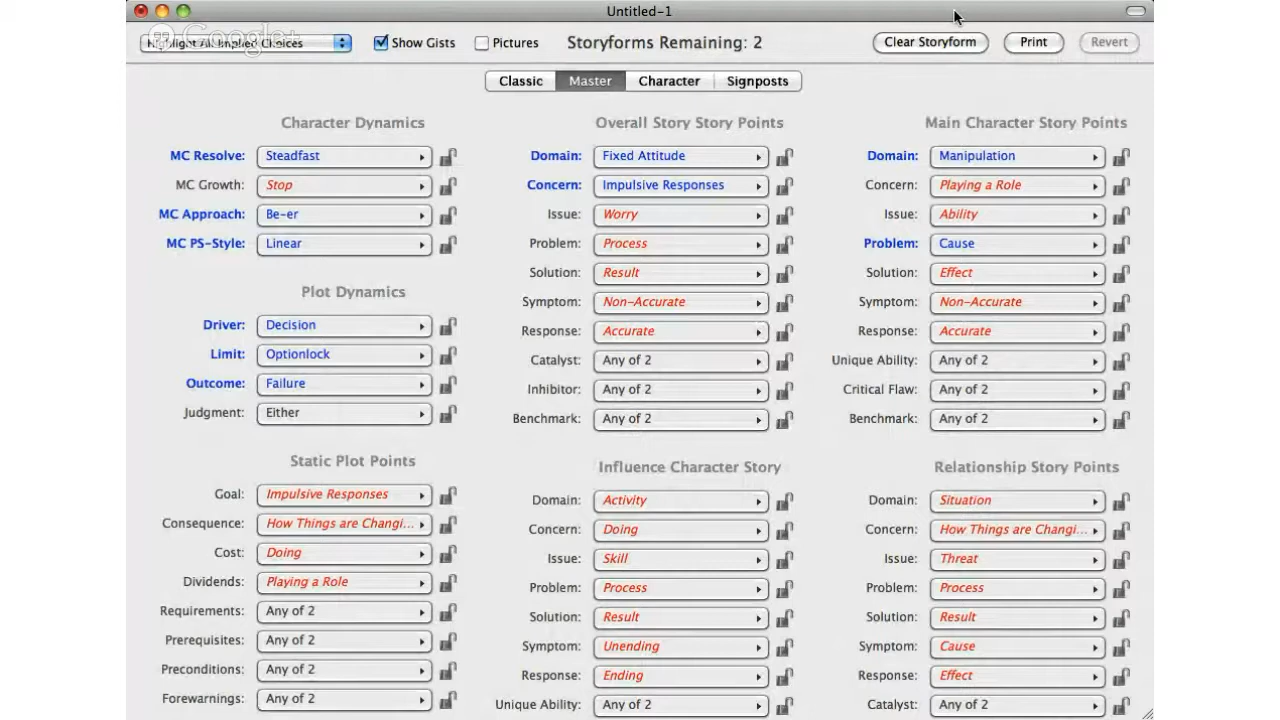 Untitled-1
Google+
Highlight All Implied Choices
Show Gists
Pictures
Storyforms Remaining: 2
Clear Storyform
Print
Revert
Classic
Master
Character
Signposts
Character Dynamics
MC Resolve: Steadfast
MC Growth: Stop
MC Approach: Be-er
MC PS-Style: Linear
Plot Dynamics
Driver: Decision
Limit: Optionlock
Outcome: Failure
Judgment: Either
Static Plot Points
Goal: Impulsive Responses
Consequence: How Things are Changi...
Cost: Doing
Dividends: Playing a Role
Requirements: Any of 2
Prerequisites: Any of 2
Preconditions: Any of 2
Forewarnings: Any of 2
Overall Story Story Points
Domain: Fixed Attitude
Concern: Impulsive Responses
Issue: Worry
Problem: Process
Solution: Result
Symptom: Non-Accurate
Response: Accurate
Catalyst: Any of 2
Inhibitor: Any of 2
Benchmark: Any of 2
Influence Character Story
Domain: Activity
Concern: Doing
Issue: Skill
Problem: Process
Solution: Result
Symptom: Unending
Response: Ending
Unique Ability: Any of 2
Main Character Story Points
Domain: Manipulation
Concern: Playing a Role
Issue: Ability
Problem: Cause
Solution: Effect
Symptom: Non-Accurate
Response: Accurate
Unique Ability: Any of 2
Critical Flaw: Any of 2
Benchmark: Any of 2
Relationship Story Points
Domain: Situation
Concern: How Things are Changi...
Issue: Threat
Problem: Process
Solution: Result
Symptom: Cause
Response: Effect
Catalyst: Any of 2